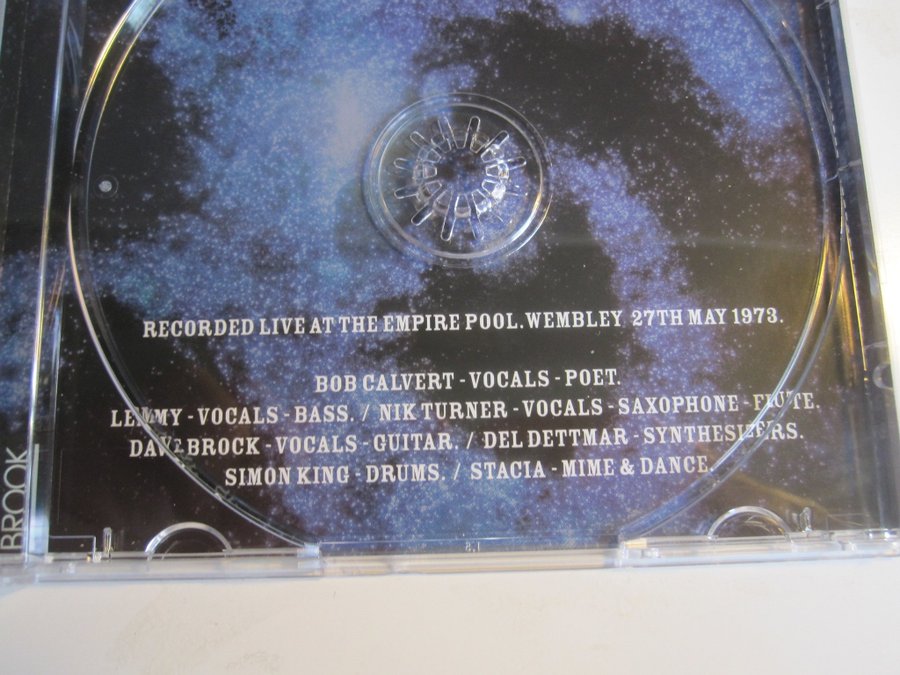 RECORDED LIVE AT THE EMPIRE POOL. WEMBLEY 27TH MAY 1973.
BOB CALVERT - VOCALS - POET.
LEMMY - VOCALS - BASS. / NIK TURNER - VOCALS - SAXOPHONE - FLUTE.
DAVE BROCK - VOCALS - GUITAR / DEL DETTMAR - SYNTHESIZERS.
SIMON KING - DRUMS. / STACIA - MIME & DANCE.
BROOK